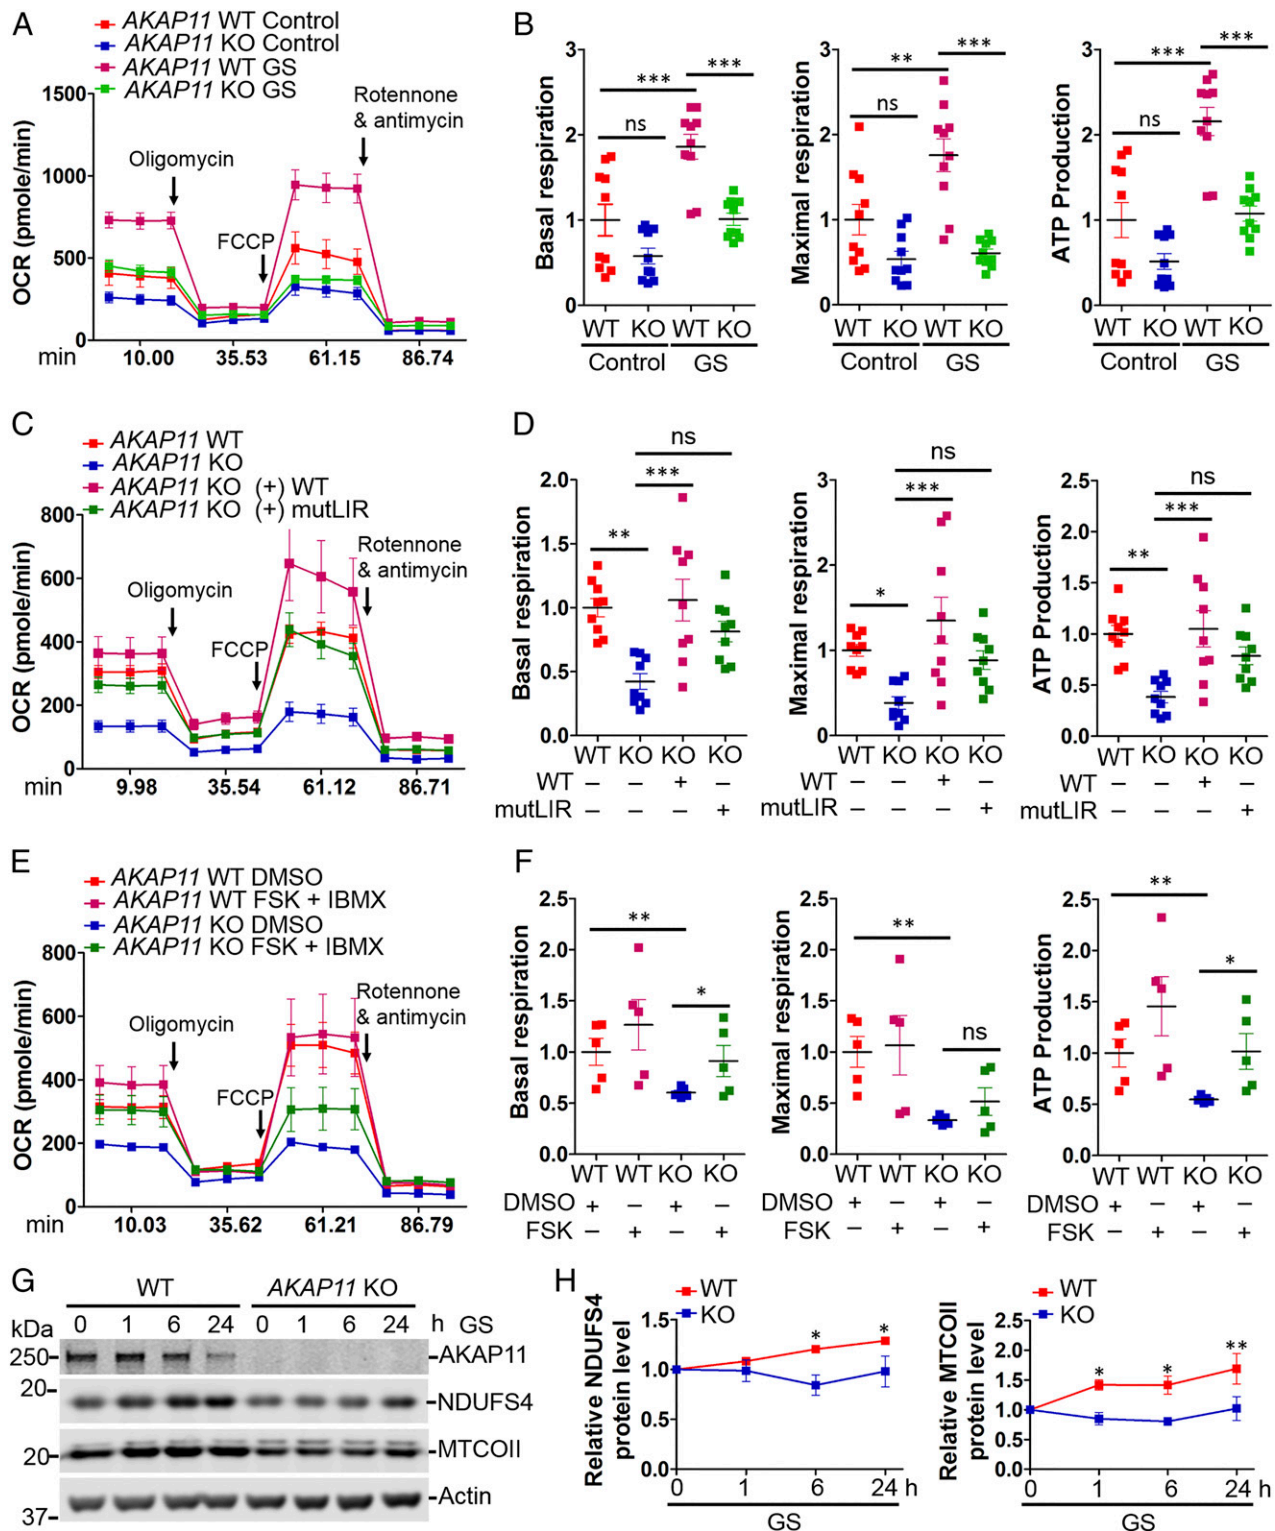 A
AKAP11 WT Control
AKAP11 KO Control
AKAP11 WT GS
AKAP11 KO GS
OCR (pmole/min)
1500
1000
500
0
Oligomycin
FCCP
Rotennone
& antimycin
min 10.00 35.53 61.15 86.74
B
Basal respiration
3
2
1
0
ns
***
***
WT KO WT KO
Control GS
Maximal respiration
3
2
1
0
ns
**
***
WT KO WT KO
Control GS
ATP Production
3
2
1
0
ns
***
***
WT KO WT KO
Control GS
C
AKAP11 WT
AKAP11 KO
AKAP11 KO (+) WT
AKAP11 KO (+) mutLIR
OCR (pmole/min)
800
600
400
200
0
Oligomycin
FCCP
Rotennone
& antimycin
min 9.98 35.54 61.12 86.71
D
Basal respiration
2.0
1.5
1.0
0.5
0.0
ns
***
**
WT KO KO KO
WT – – + –
mutLIR – – – +
Maximal respiration
3
2
1
0
ns
***
*
WT KO KO KO
WT – – + –
mutLIR – – – +
ATP Production
2.5
2.0
1.5
1.0
0.5
0.0
ns
***
**
WT KO KO KO
WT – – + –
mutLIR – – – +
E
AKAP11 WT DMSO
AKAP11 WT FSK + IBMX
AKAP11 KO DMSO
AKAP11 KO FSK + IBMX
OCR (pmole/min)
800
600
400
200
0
Oligomycin
FCCP
Rotennone
& antimycin
min 10.03 35.62 61.21 86.79
F
Basal respiration
2.5
2.0
1.5
1.0
0.5
0.0
**
*
WT WT KO KO
DMSO + – + –
FSK – + – +
Maximal respiration
2.5
2.0
1.5
1.0
0.5
0.0
**
ns
WT WT KO KO
DMSO + – + –
FSK – + – +
ATP Production
2.5
2.0
1.5
1.0
0.5
0.0
**
*
WT WT KO KO
DMSO + – + –
FSK – + – +
G
WT AKAP11 KO
0 1 6 24 0 1 6 24 h GS
kDa
250 AKAP11
20 NDUFS4
20 MTCOII
37 Actin
H
WT
KO
Relative NDUFS4
protein level
1.5
1.0
0.5
0.0
* *
0 1 6 24 h
GS
WT
KO
Relative MTCOII
protein level
2.5
2.0
1.5
1.0
0.5
0.0
* * **
0 1 6 24 h
GS